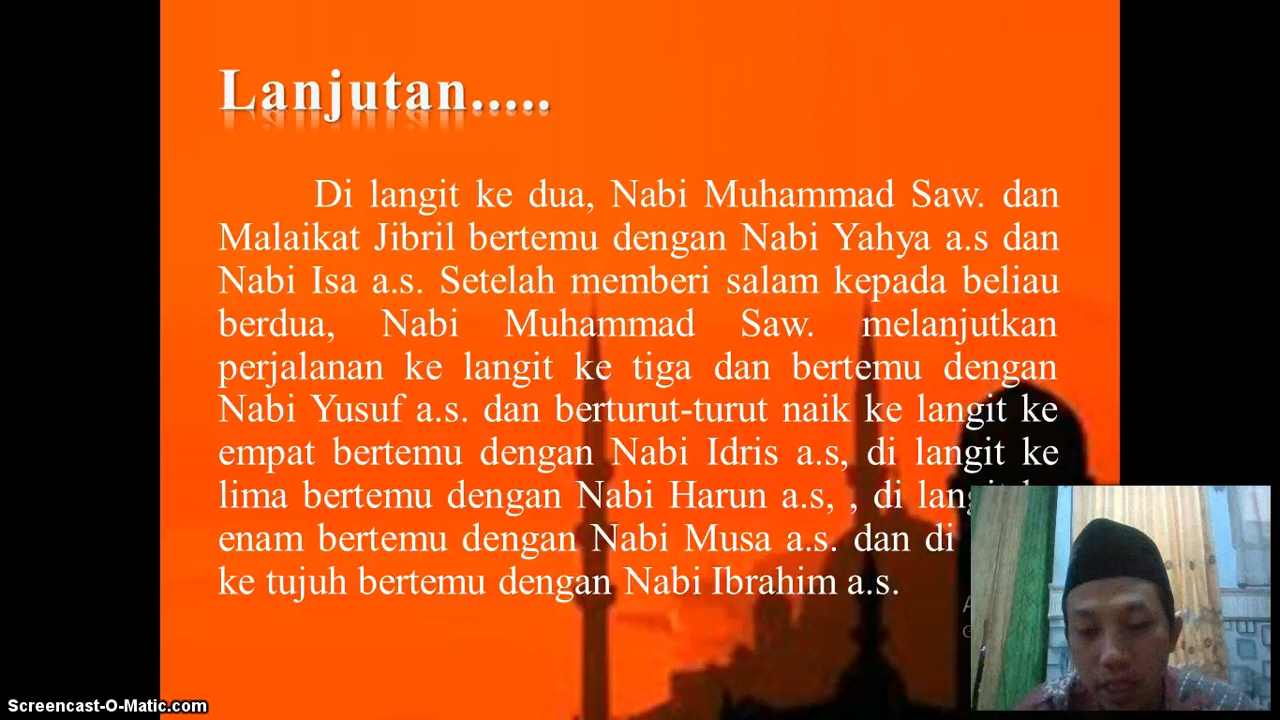 Lanjutan.....
Di langit ke dua, Nabi Muhammad Saw. dan
Malaikat Jibril bertemu dengan Nabi Yahya a.s dan
Nabi Isa a.s. Setelah memberi salam kepada beliau
berdua, Nabi Muhammad Saw. melanjutkan
perjalanan ke langit ke tiga dan bertemu dengan
Nabi Yusuf a.s. dan berturut-turut naik ke langit ke
empat bertemu dengan Nabi Idris a.s, di langit ke
lima bertemu dengan Nabi Harun a.s, , di
enam bertemu dengan Nabi Musa a.s. dan di
ke tujuh bertemu dengan Nabi Ibrahim a.s.
Screencast-O-Matic.com